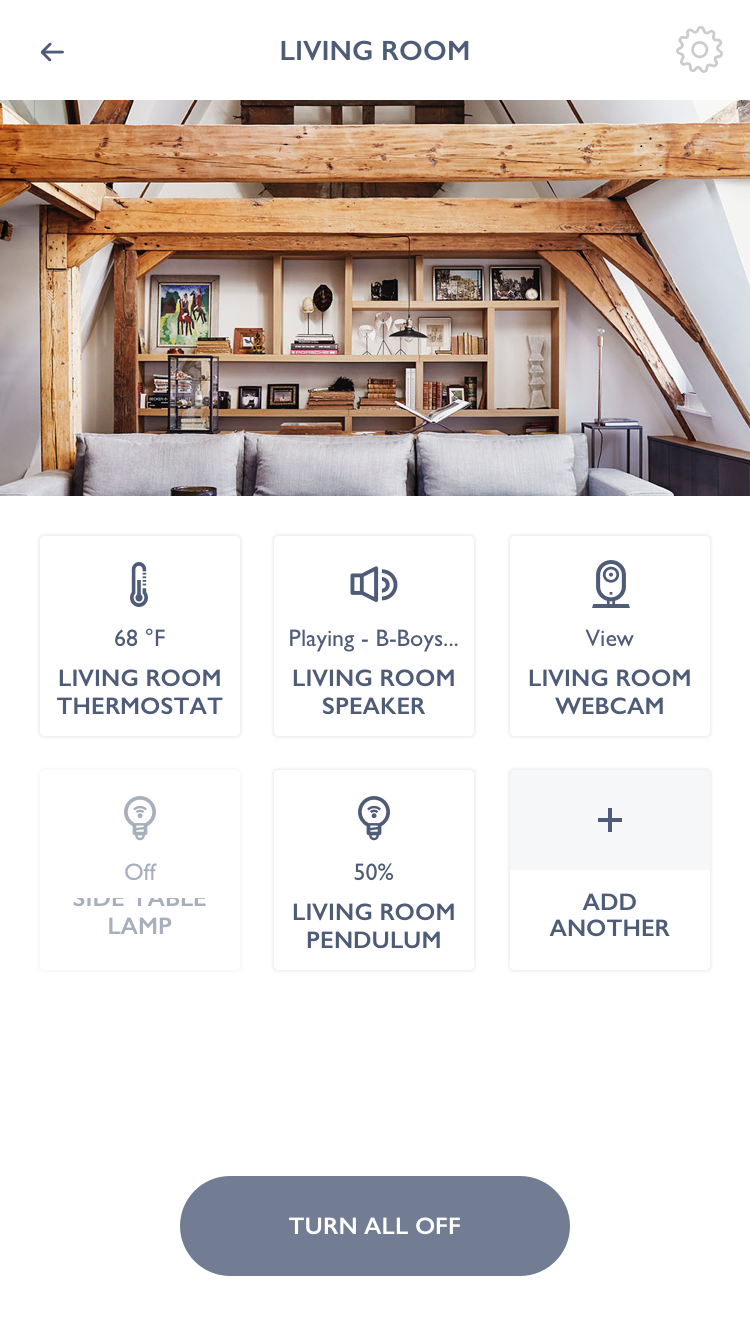 LIVING ROOM
68 °F
LIVING ROOM
THERMOSTAT
Playing - B-Boys...
LIVING ROOM
SPEAKER
View
LIVING ROOM
WEBCAM
Off
SIDE TABLE
LAMP
50%
LIVING ROOM
PENDULUM
+
ADD
ANOTHER
TURN ALL OFF